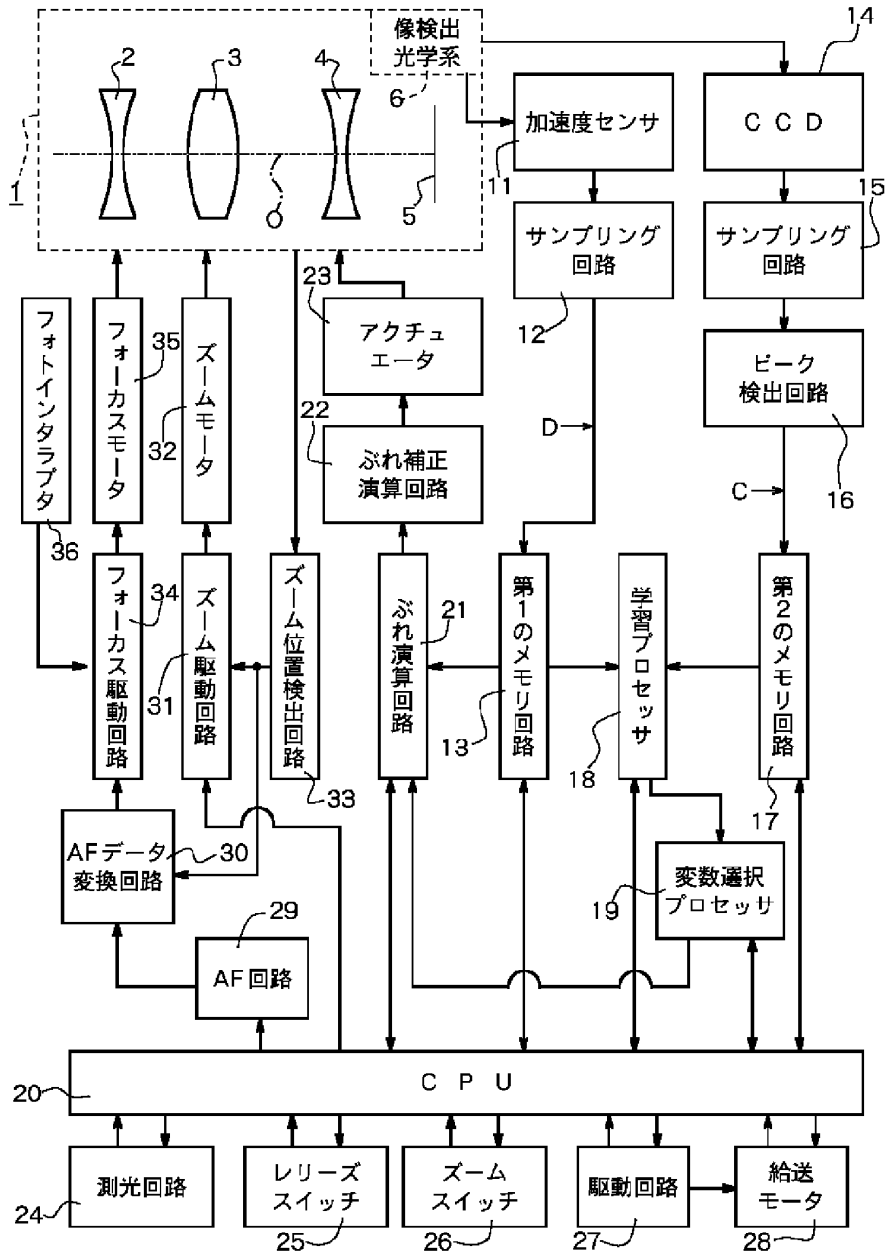 像検出
光学系
14
2
3
4
6
加速度センサ
C C D
1
11
O
5
15
サンプリング
回路
サンプリング
回路
23
12
フォトインタラプタ
フォーカスモータ
35
ズームモータ
32
アクチュ
エータ
ピーク
検出回路
22
D
ぶれ補正
演算回路
C
16
36
フォーカス駆動回路
34
ズーム駆動回路
31
ズーム位置検出回路
33
ぶれ演算回路
21
第1のメモリ回路
13
学習プロセッサ
18
第2のメモリ回路
17
AFデータ
変換回路
30
変数選択
プロセッサ
19
29
AF回路
C P U
20
測光回路
24
レリーズ
スイッチ
25
ズーム
スイッチ
26
駆動回路
27
給送
モータ
28